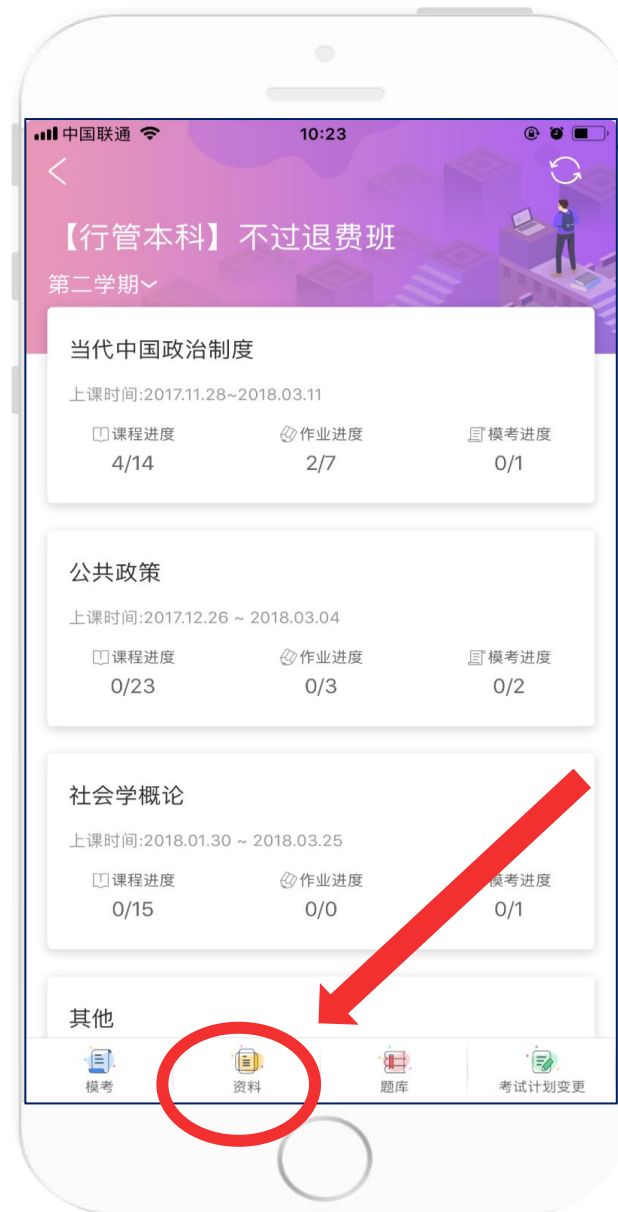 中国联通 10:23
【行管本科】不过退费班
第二学期
当代中国政治制度
上课时间:2017.11.28~2018.03.11
课程进度 作业进度 模考进度
4/14 2/7 0/1
公共政策
上课时间:2017.12.26 ~ 2018.03.04
课程进度 作业进度 模考进度
0/23 0/3 0/2
社会学概论
上课时间:2018.01.30 ~ 2018.03.25
课程进度 作业进度 模考进度
0/15 0/0 0/1
其他
模考 资料 题库 考试计划变更